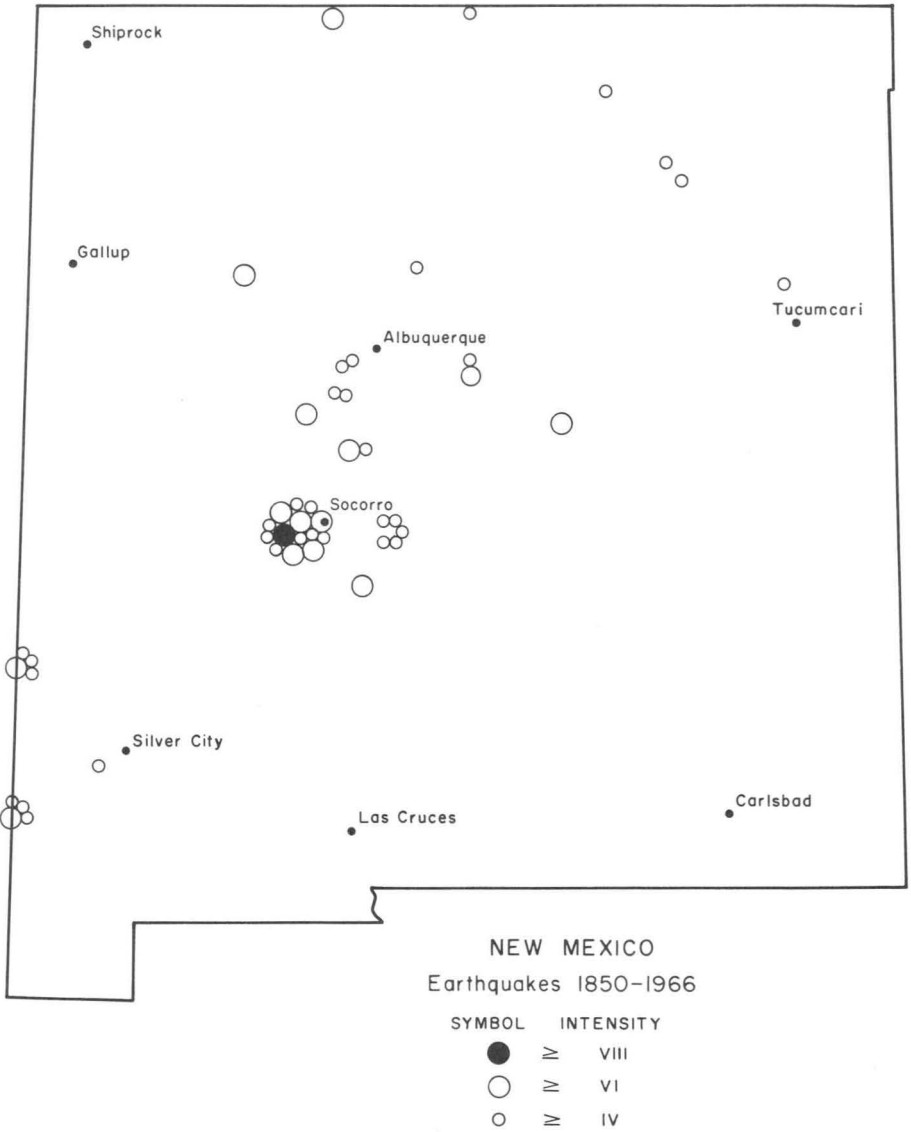 Shiprock
Gallup
Tucumcari
Albuquerque
Socorro
Silver City
Carlsbad
Las Cruces
NEW MEXICO
Earthquakes 1850-1966
SYMBOL INTENSITY
≥ VIII
≥ VI
≥ IV